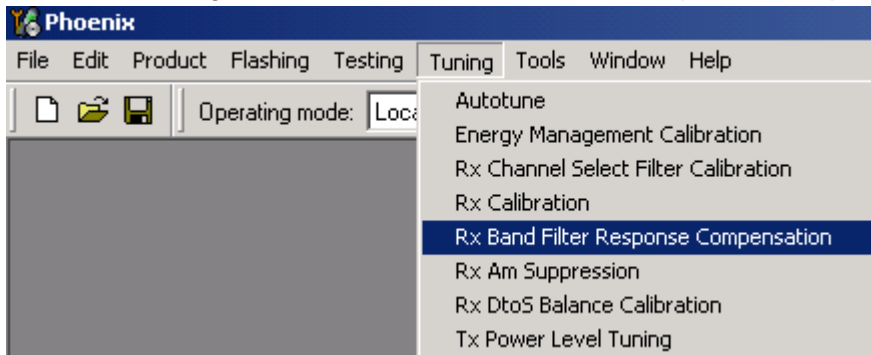 Phoenix
File Edit Product Flashing Testing Tuning Tools Window Help
Operating mode: Loca
Autotune
Energy Management Calibration
Rx Channel Select Filter Calibration
Rx Calibration
Rx Band Filter Response Compensation
Rx Am Suppression
Rx DtoS Balance Calibration
Tx Power Level Tuning